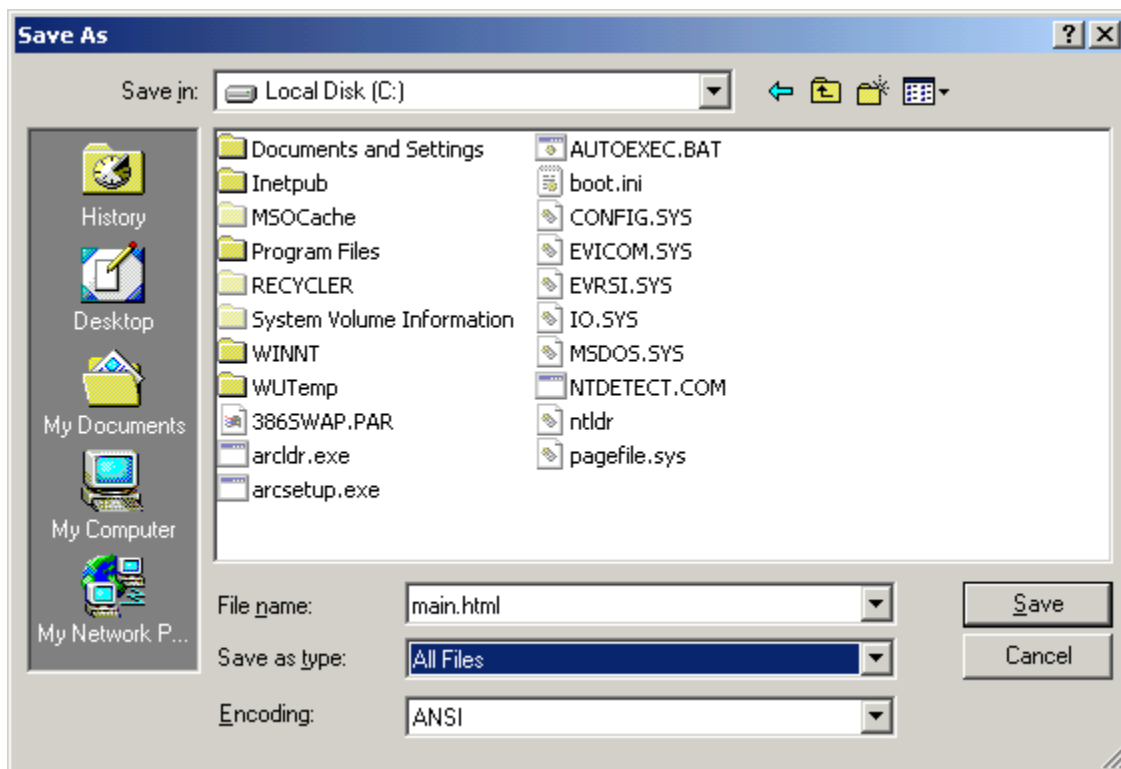 Save As
Save in:
Local Disk (C:)
History
Desktop
My Documents
My Computer
My Network P...
Documents and Settings
Inetpub
MSOCache
Program Files
RECYCLER
System Volume Information
WINNT
WUTemp
386SWAP.PAR
arcldr.exe
arcsetup.exe
AUTOEXEC.BAT
boot.ini
CONFIG.SYS
EVICOM.SYS
EVRSI.SYS
IO.SYS
MSDOS.SYS
NTDETECT.COM
ntldr
pagefile.sys
File name:
main.html
Save
Save as type:
All Files
Cancel
Encoding:
ANSI